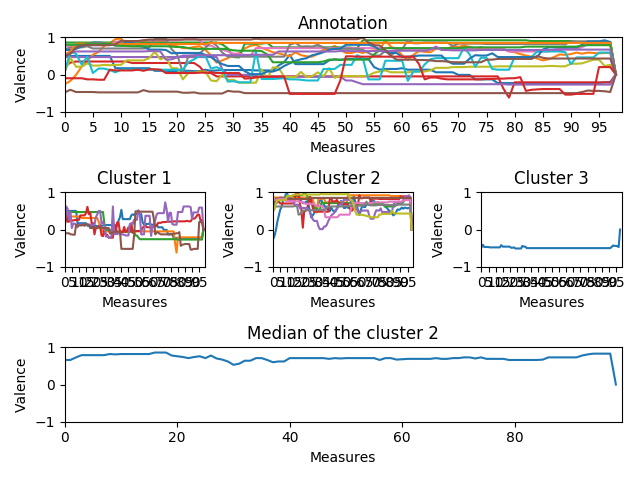 Annotation
Valence
1
0
−1
0 5 10 15 20 25 30 35 40 45 50 55 60 65 70 75 80 85 90 95
Measures
Cluster 1
Cluster 2
Cluster 3
Valence
1
0
−1
Measures
Valence
1
0
−1
Measures
Valence
1
0
−1
Measures
Median of the cluster 2
Valence
1
0
−1
0 20 40 60 80
Measures